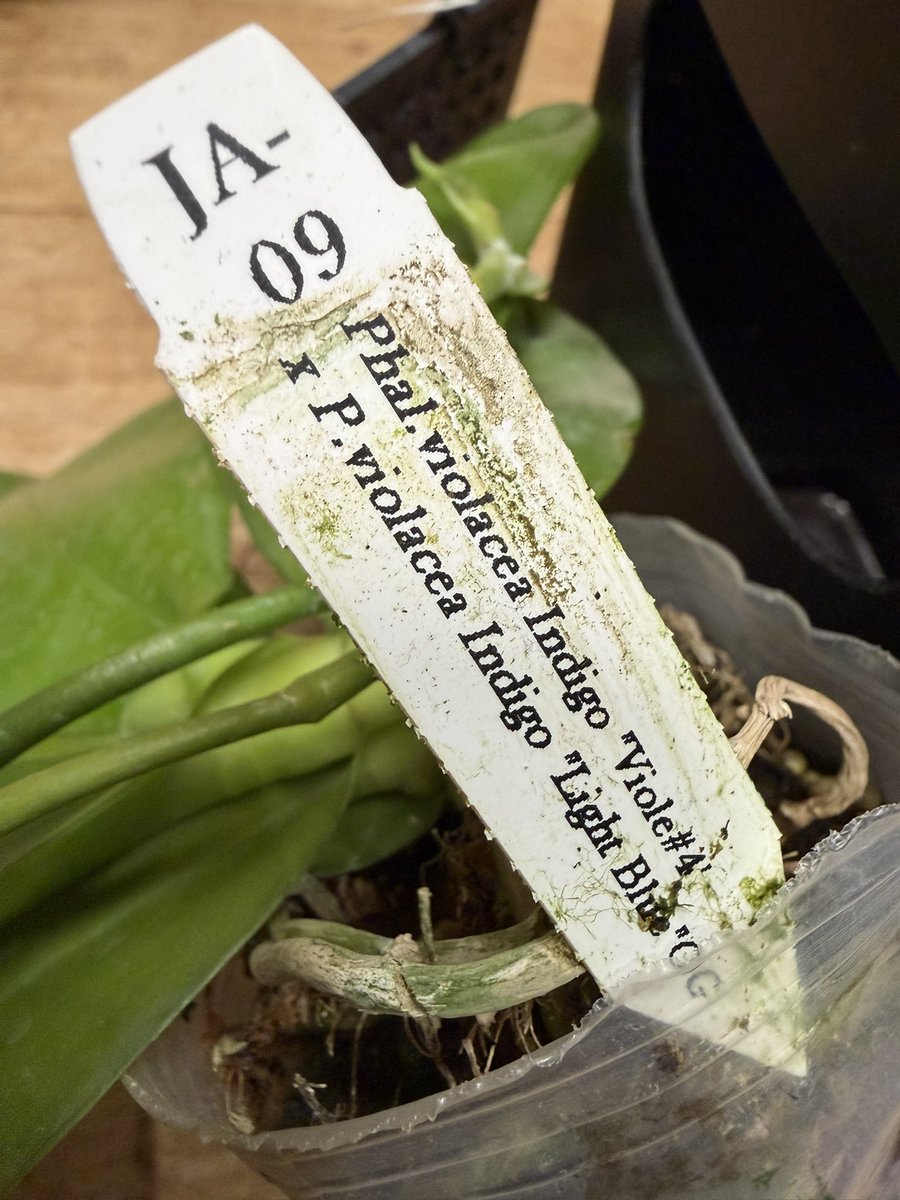 JA-
09
Phal.violacea Indigo "Viole#4'
x P.violacea Indigo "Light Blue "G G